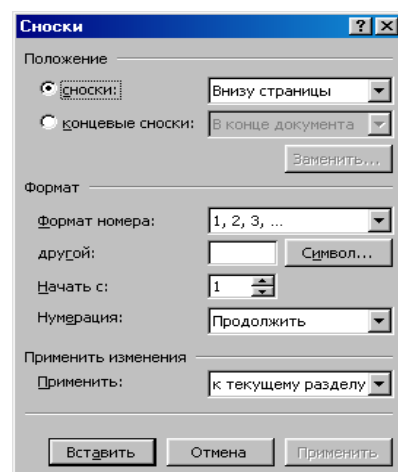 Сноски
Положение
сноски: Внизу страницы
концевые сноски: В конце документа
Заменить...
Формат
Формат номера: 1, 2, 3, ...
другой: Символ...
Начать с: 1
Нумерация: Продолжить
Применить изменения
Применить: к текущему разделу
Вставить Отмена Применить